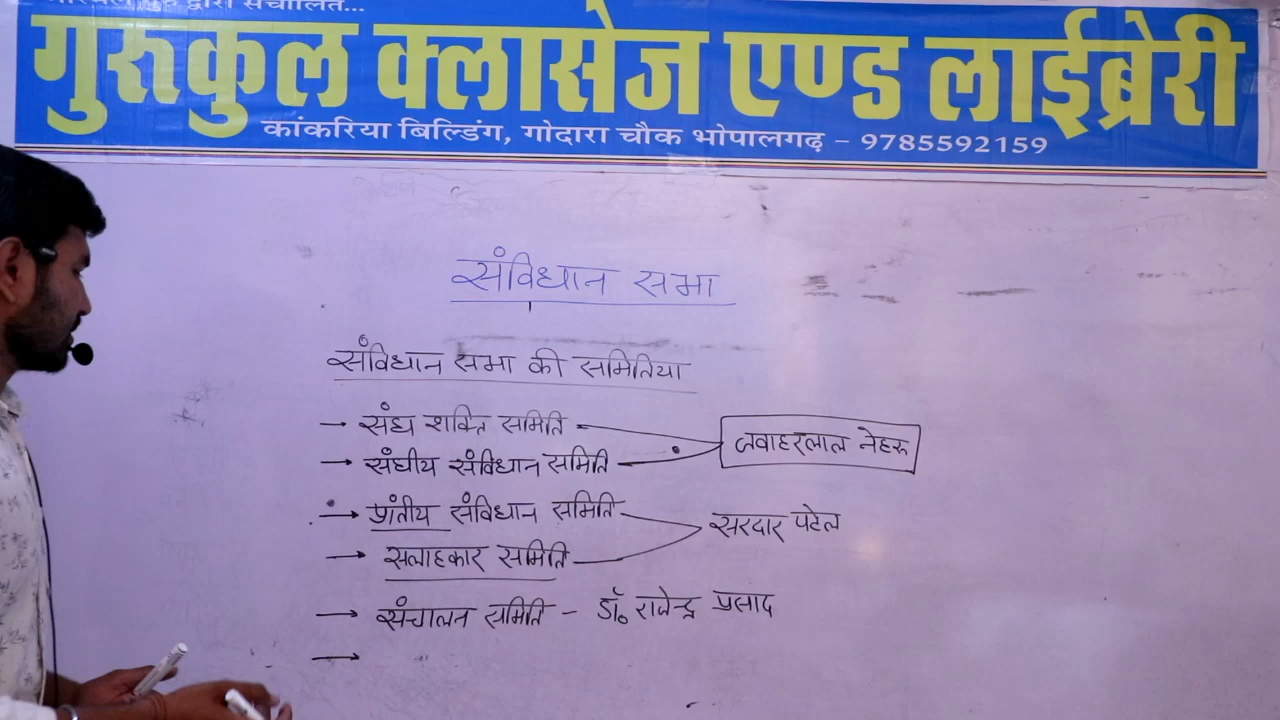 द्वारा संचालित...
गुरुकुल क्लासेज एण्ड लाईब्रेरी
कांकरिया बिल्डिंग, गोदारा चौक भोपालगढ़ – 9785592159
संविधान सभा
संविधान सभा की समितिया
→ संघ शक्ति समिति
→ संघीय संविधान समिति
जवाहरलाल नेहरू
→ प्रांतीय संविधान समिति
→ सलाहकार समिति
सरदार पटेल
→ संचालन समिति – डॉ. राजेन्द्र प्रसाद
→